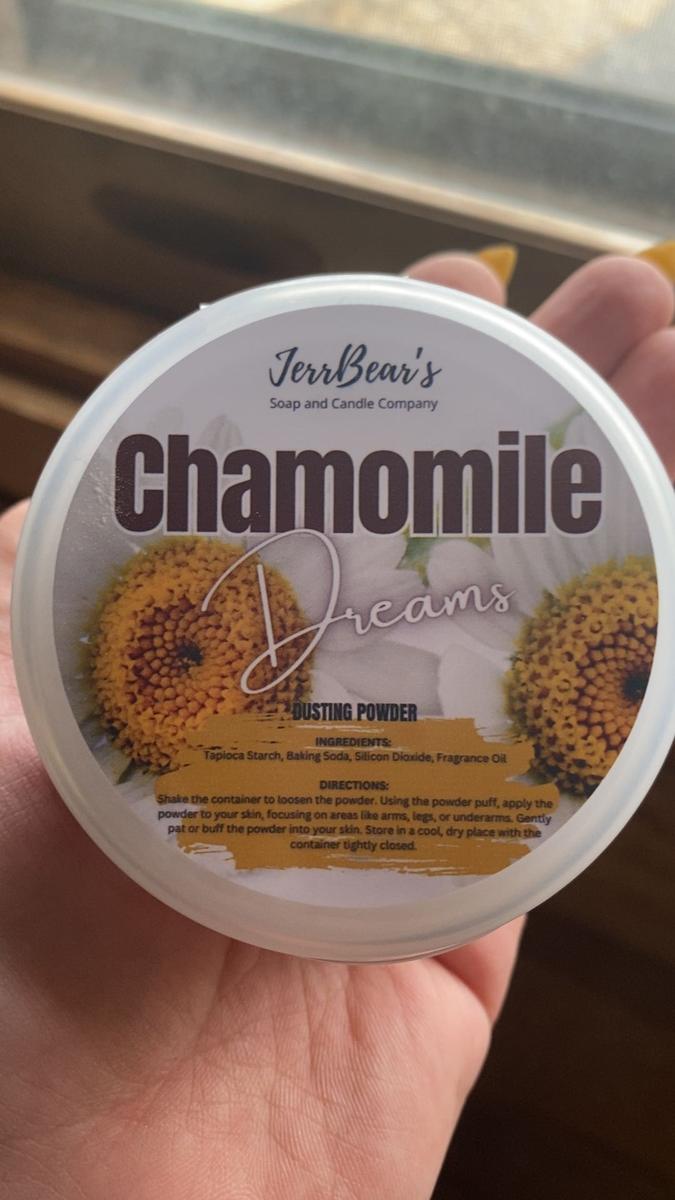 JerrBear's
Soap and Candle Company
Chamomile
Dreams
DUSTING POWDER
INGREDIENTS:
Tapioca Starch, Baking Soda, Silicon Dioxide, Fragrance Oil
DIRECTIONS:
Shake the container to loosen the powder. Using the powder puff, apply the
powder to your skin, focusing on areas like arms, legs, or underarms. Gently
pat or buff the powder into your skin. Store in a cool, dry place with the
container tightly closed.